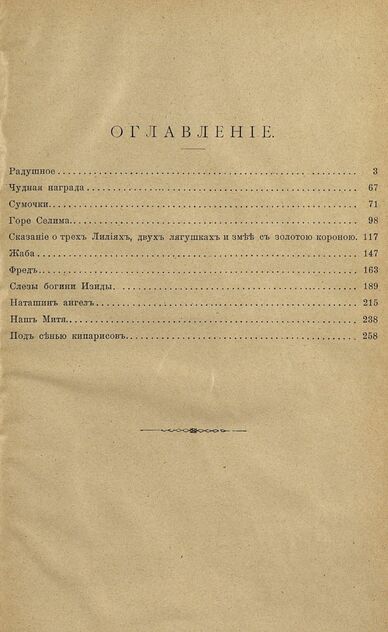 ОГЛАВЛЕНІЕ.
Радушное 3
Чудная награда 67
Сумочки 71
Горе Селима. 98
Сказаніе о трехъ Лиліяхъ, двухъ лягушкахъ и змѣѣ съ золотою короною. 117
Жаба 147
Фредъ. 163
Слезы богини Изиды. 189
Наташинъ ангелъ. 215
Нашъ Митя. 238
Подъ сѣнью кипарисовъ. 258